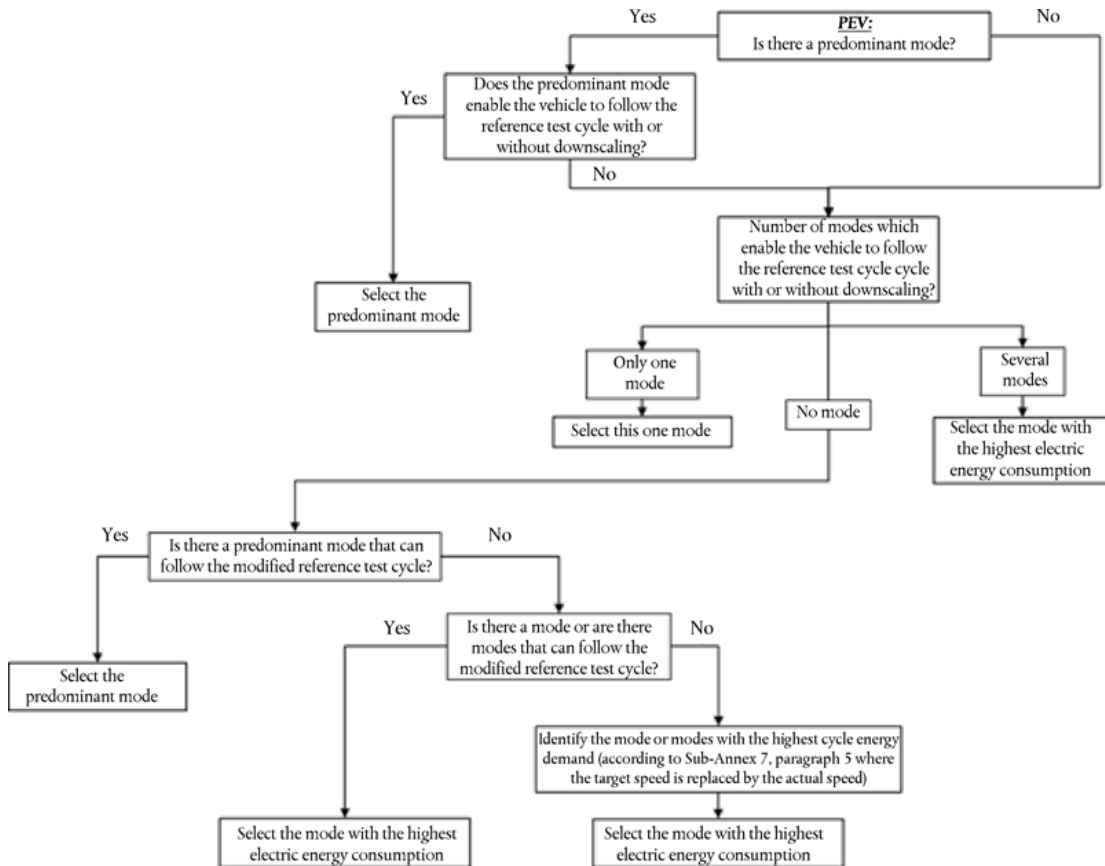 Yes
PEV:
Is there a predominant mode?
No
Yes
Does the predominant mode
enable the vehicle to follow the
reference test cycle with or
without downscaling?
No
Number of modes which
enable the vehicle to follow
the reference test cycle cycle
with or without downscaling?
Select the
predominant mode
Only one
mode
Several
modes
No mode
Select this one mode
Select the mode with
the highest electric
energy consumption
Yes
Is there a predominant mode that can
follow the modified reference test cycle?
No
Yes
Is there a mode or are there
modes that can follow the
modified reference test cycle?
No
Select the
predominant mode
Identify the mode or modes with the highest cycle energy
demand (according to Sub-Annex 7, paragraph 5 where
the target speed is replaced by the actual speed)
Select the mode with the highest
electric energy consumption
Select the mode with the highest
electric energy consumption